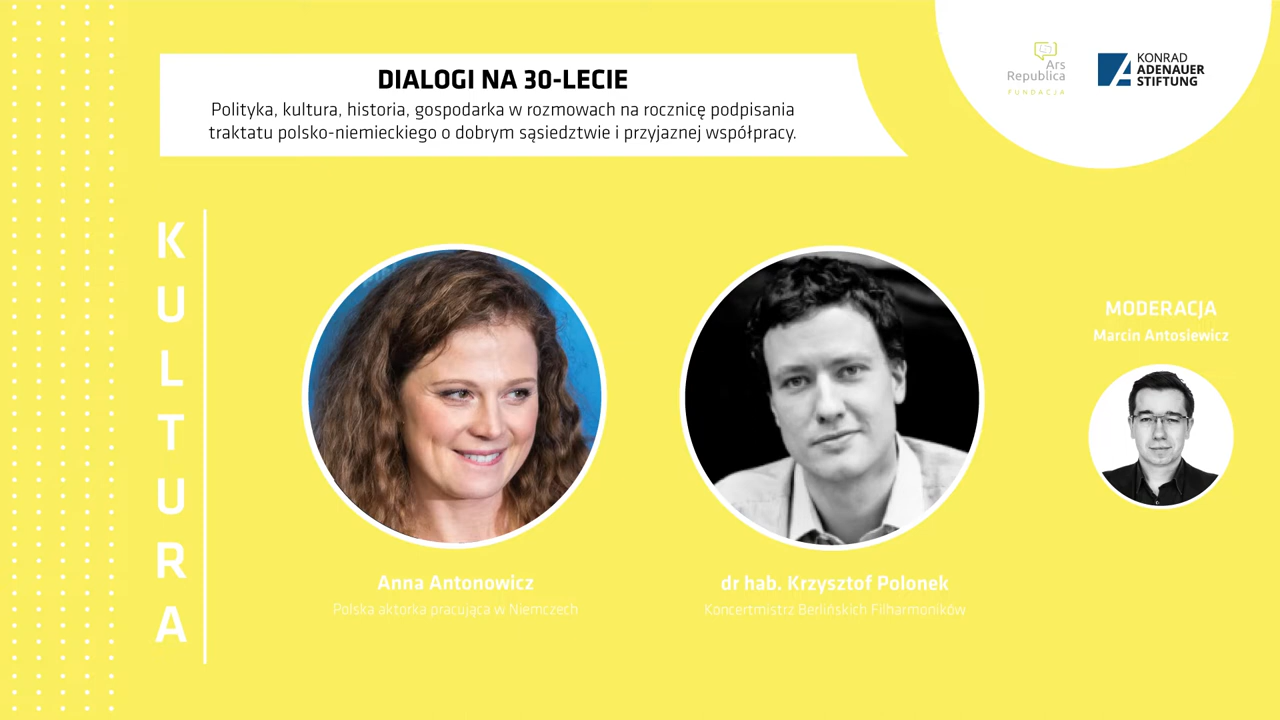 DIALOGI NA 30-LECIE
Polityka, kultura, historia, gospodarka w rozmowach na rocznicę podpisania
traktatu polsko-niemieckiego o dobrym sąsiedztwie i przyjaznej współpracy.
Ars
Republica
FUNDACJA
KONRAD
ADENAUER
STIFTUNG
KULTURA
Anna Antonowicz
Polska aktorka pracująca w Niemczech
dr hab. Krzysztof Polonek
Koncertmistrz Berlińskich Filharmoników
MODERACJA
Marcin Antosiewicz